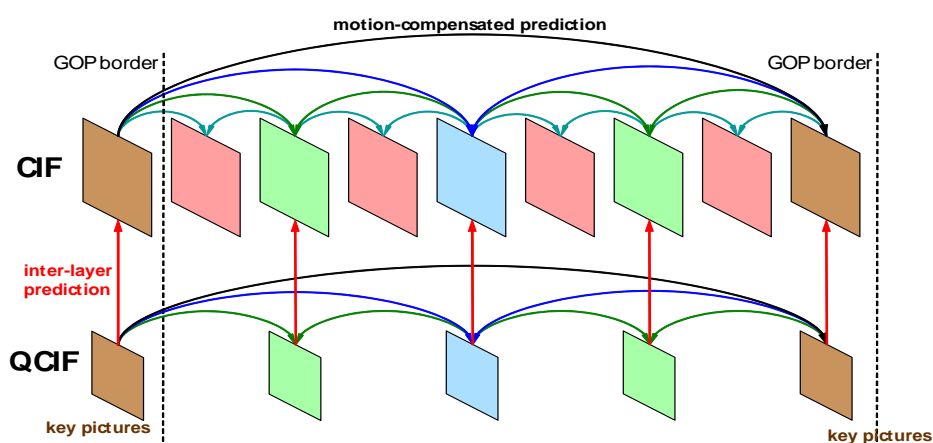 motion-compensated prediction
GOP border
GOP border
CIF
inter-layer
prediction
QCIF
key pictures
key pictures